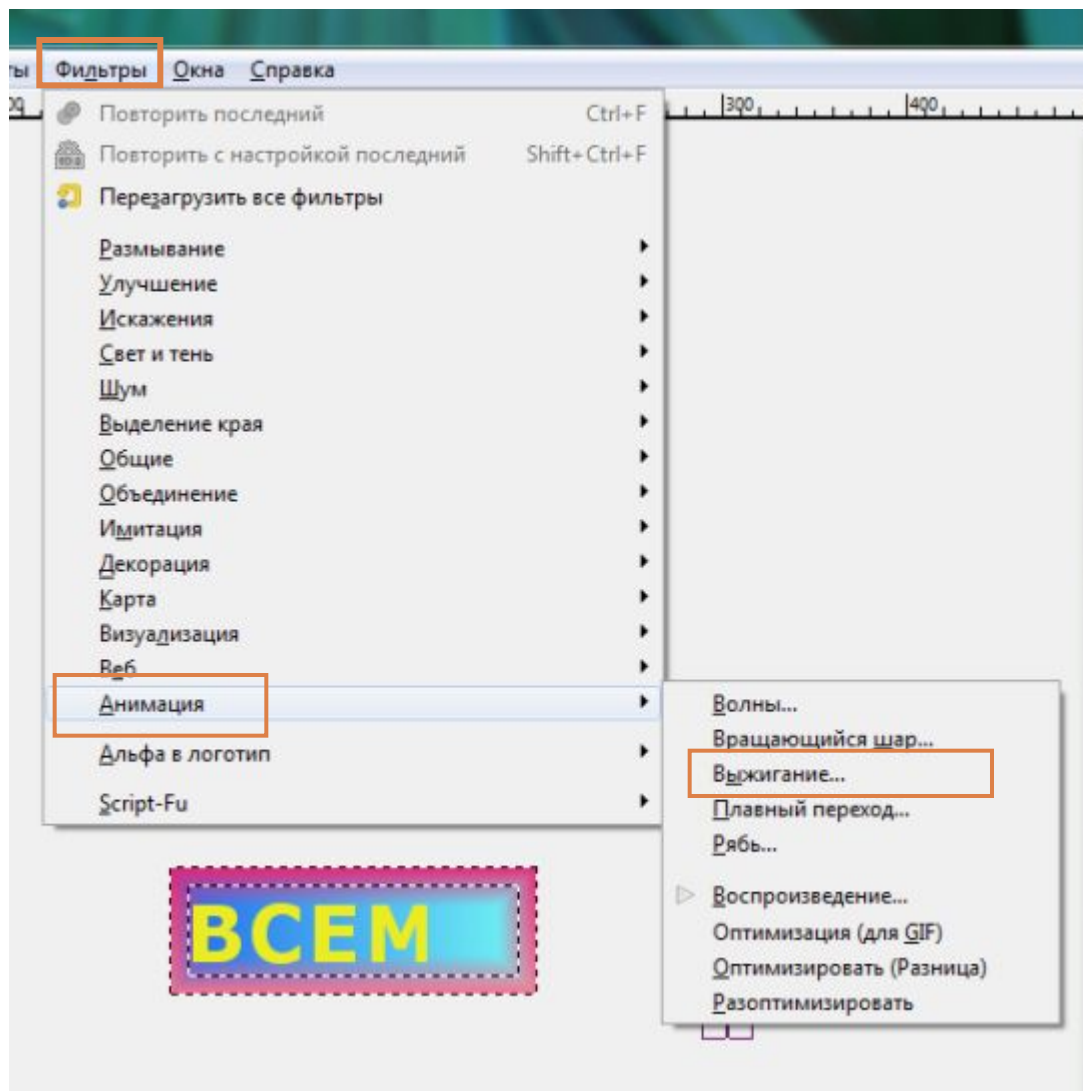 ты Фильтры Окна Справка
300 400
Повторить последний Ctrl+F
Повторить с настройкой последний Shift+Ctrl+F
Перезагрузить все фильтры
Размывание
Улучшение
Искажения
Свет и тень
Шум
Выделение края
Общие
Объединение
Имитация
Декорация
Карта
Визуализация
Веб
Анимация
Альфа в логотип
Script-Fu
Волны...
Вращающийся шар...
Выжигание...
Плавный переход...
Рябь...
Воспроизведение...
Оптимизация (для GIF)
Оптимизировать (Разница)
Разоптимизировать
ВСЕМ